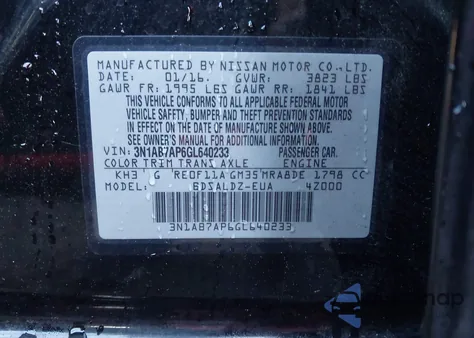 MANUFACTURED BY NISSAN MOTOR CO.,LTD.
DATE: 01/16. GVWR: 3823 LBS
GAWR FR: 1995 LBS GAWR RR: 1841 LBS
THIS VEHICLE CONFORMS TO ALL APPLICABLE FEDERAL MOTOR
VEHICLE SAFETY, BUMPER, AND THEFT PREVENTION STANDARDS
IN EFFECT ON THE DATE OF MANUFACTURE SHOWN ABOVE.
SEE OWNER'S MANUAL FOR ADDITIONAL INFORMATION.
VIN: 3N1AB7AP6GL640233 PASSENGER CAR.
COLOR TRIM TRANS AXLE ENGINE
KH3 G RE0F11A GM35 MRA8DE 1798 CC
MODEL: BDSALDZ-EUA 4Z000
3N1AB7AP6GL640233